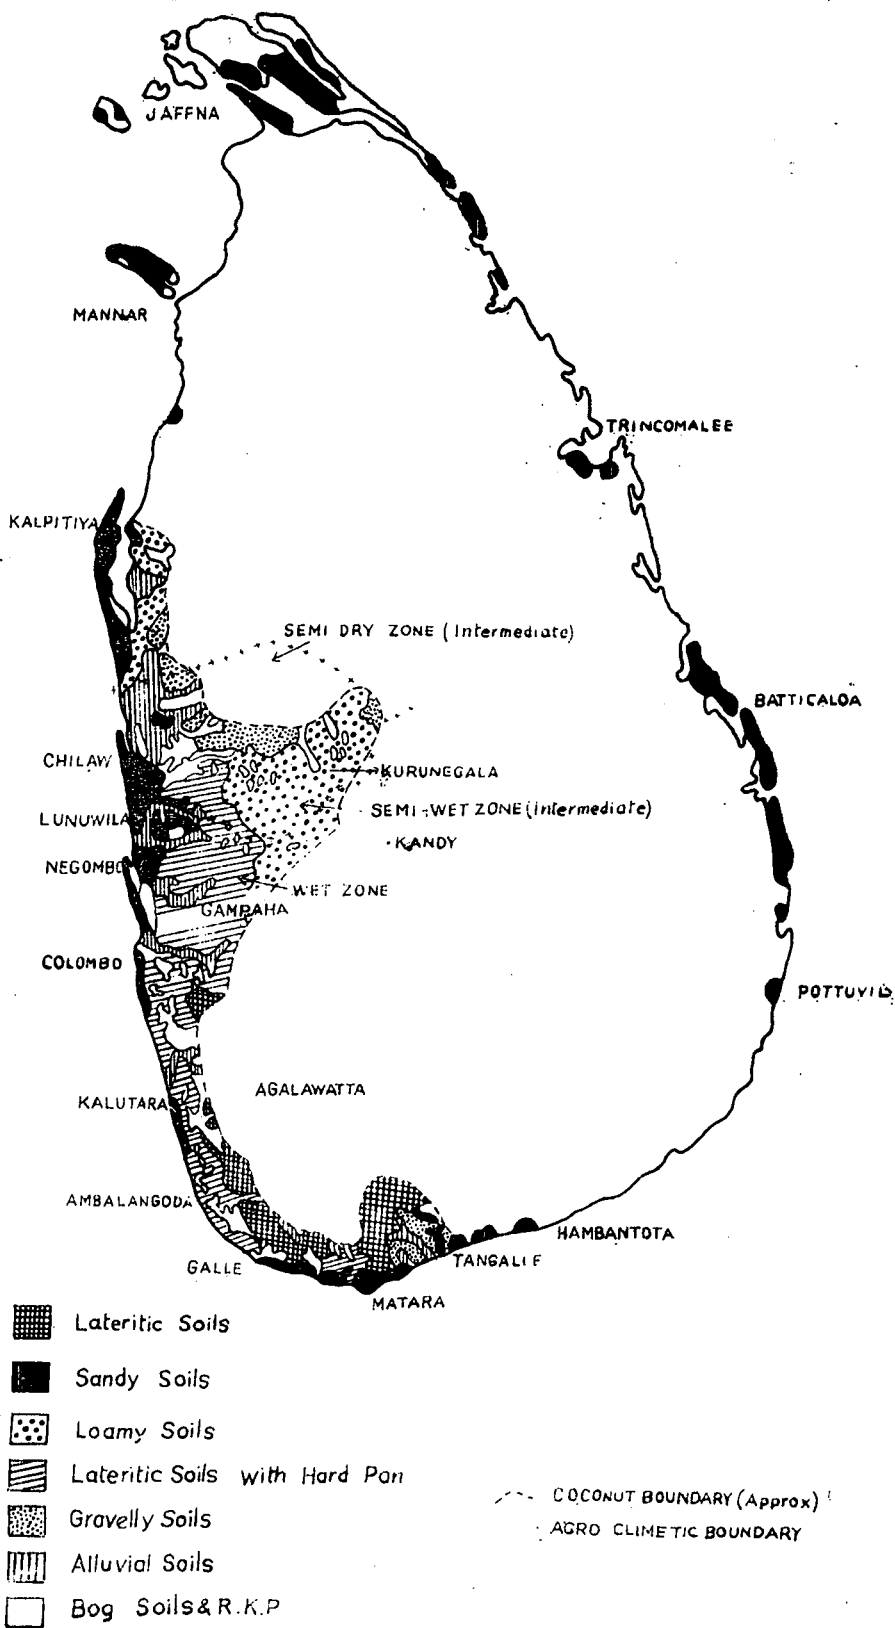 JAFFNA
MANNAR
TRINCOMALEE
KALPITIYA
SEMI DRY ZONE (Intermediate)
BATTICALOA
CHILAW
KURUNEGALA
SEMI-WET ZONE (Intermediate)
LUNUWILA
KANDY
NEGOMBO
WET ZONE
GAMPAHA
COLOMBO
POTTUVIL
AGALAWATTA
KALUTARA
AMBALANGODA
HAMBANTOTA
TANGALLE
GALLE
MATARA
Lateritic Soils
Sandy Soils
Loamy Soils
Lateritic Soils with Hard Pan
Gravelly Soils
Alluvial Soils
Bog Soils & R.K.P
COCONUT BOUNDARY (Approx)
AGRO CLIMETIC BOUNDARY